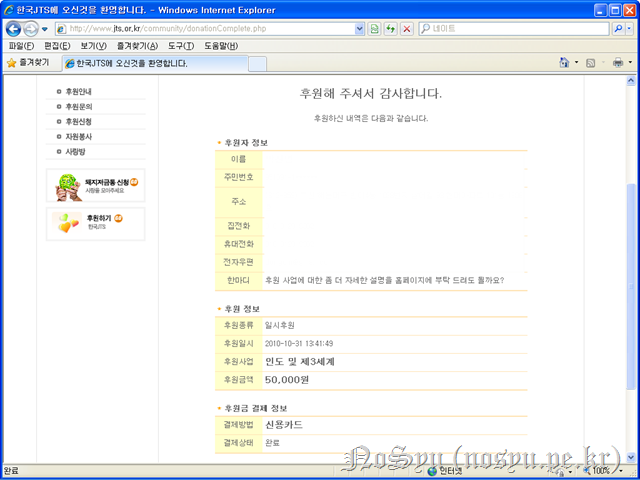 한국JTS에 오신것을 환영합니다. - Windows Internet Explorer
http://www.jts.or.kr/community/donationComplete.php
네이트
파일(F) 편집(E) 보기(V) 즐겨찾기(A) 도구(T) 도움말(H)
즐겨찾기 한국JTS에 오신것을 환영합니다.
후원안내
후원문의
후원신청
자원봉사
사랑방
돼지저금통 신청 GO
사랑을 모아주세요
후원하기 GO
한국JTS
후원해 주셔서 감사합니다.
후원하신 내역은 다음과 같습니다.
후원자 정보
이름
주민번호
주소
집전화
휴대전화
전자우편
한마디 후원 사업에 대한 좀 더 자세한 설명을 홈페이지에 부탁 드려도 될까요?
후원 정보
후원종류 일시후원
후원일시 2010-10-31 13:41:49
후원사업 인도 및 제3세계
후원금액 50,000원
후원금 결제 정보
결제방법 신용카드
결제상태 완료
NoSyu (nosyu.pe.kr)
완료 인터넷 100%